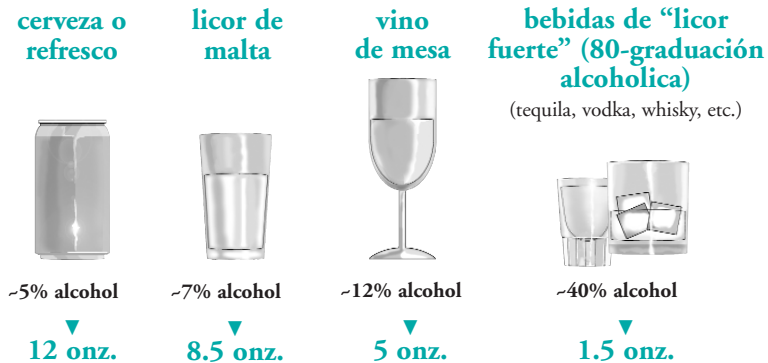 cerveza o
refresco
~5% alcohol
▼
12 onz.
licor de
malta
~7% alcohol
▼
8.5 onz.
vino
de mesa
~12% alcohol
▼
5 onz.
bebidas de “licor
fuerte” (80-graduación
alcoholica)
(tequila, vodka, whisky, etc.)
~40% alcohol
▼
1.5 onz.